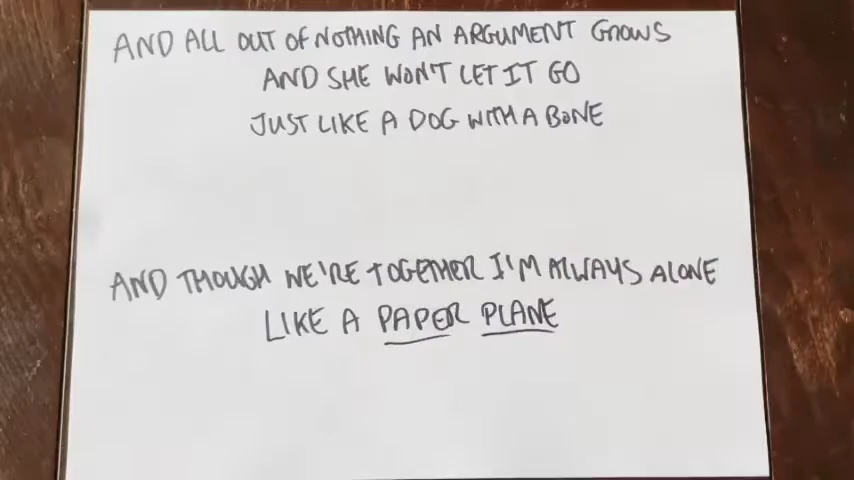 AND ALL OUT OF NOTHING AN ARGUMENT GROWS
AND SHE WON'T LET IT GO
JUST LIKE A DOG WITH A BONE
AND THOUGH WE'RE TOGETHER I'M ALWAYS ALONE
LIKE A PAPER PLANE